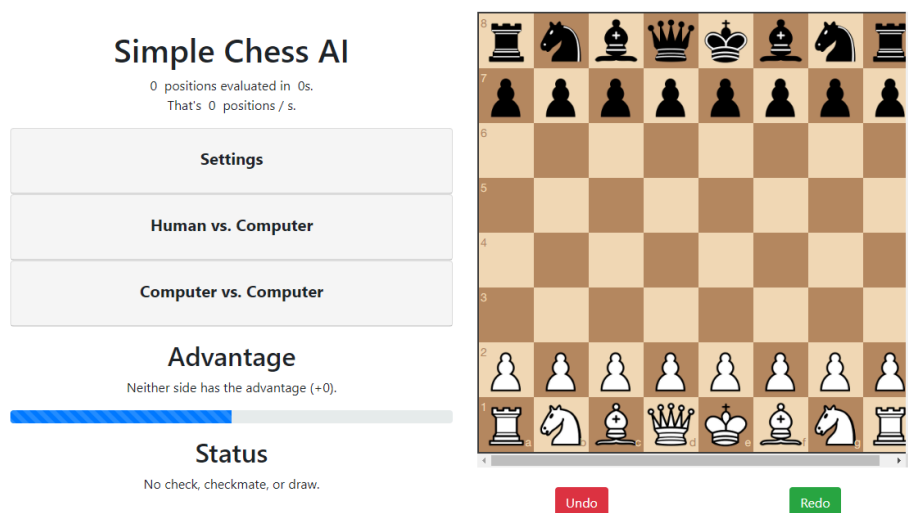 Simple Chess AI
0 positions evaluated in 0s.
That's 0 positions / s.
Settings
Human vs. Computer
Computer vs. Computer
Advantage
Neither side has the advantage (+0).
Status
No check, checkmate, or draw.
8
7
6
5
4
3
2
1
a b c d e f g
Undo
Redo